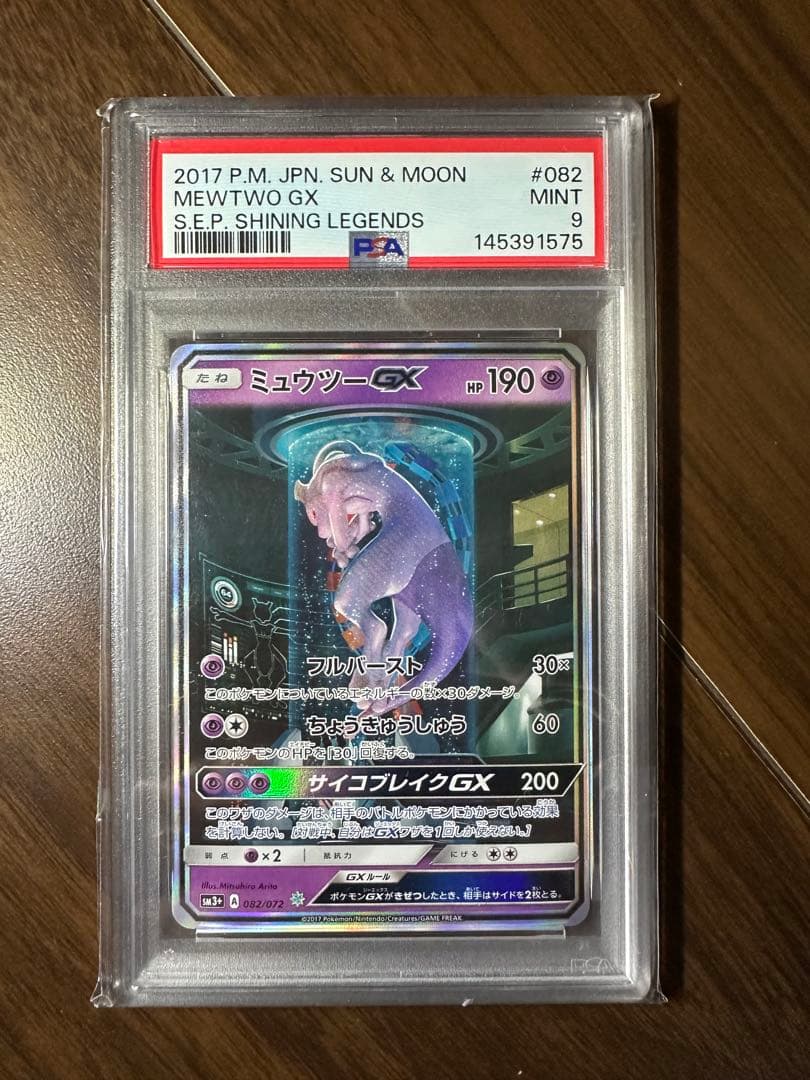 2017 P.M. JPN. SUN & MOON #082
MEWTWO GX MINT
S.E.P. SHINING LEGENDS 9
PSA 145391575
たね ミュウツーGX HP 190
64
フルバースト 30×
このポケモンについているエネルギーの数×30ダメージ。
ちょうきゅうしゅう 60
このポケモンのHPを「30」回復する。
サイコブレイクGX 200
このワザのダメージは、相手のバトルポケモンにかかっている効果
を計算しない。[対戦中、自分はGXワザを1回しか使えない。]
弱点 ×2 抵抗力 にげる
GXルール
Illus.Mitsuhiro Arita
ポケモンGXがきぜつしたとき、相手はサイドを2枚とる。
SM3+ A 082/072
©2017 Pokémon/Nintendo/Creatures/GAME FREAK
PSA